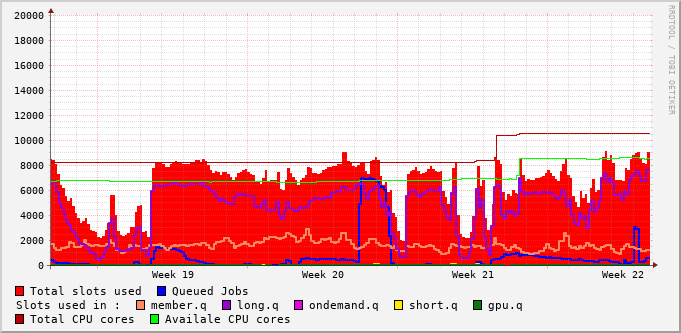 RRDTOOL / TOBI OETIKER
20000
18000
16000
14000
12000
10000
8000
6000
4000
2000
0
Week 19 Week 20 Week 21 Week 22
Total slots used Queued Jobs
Slots used in : member.q long.q ondemand.q short.q gpu.q
Total CPU cores Availale CPU cores